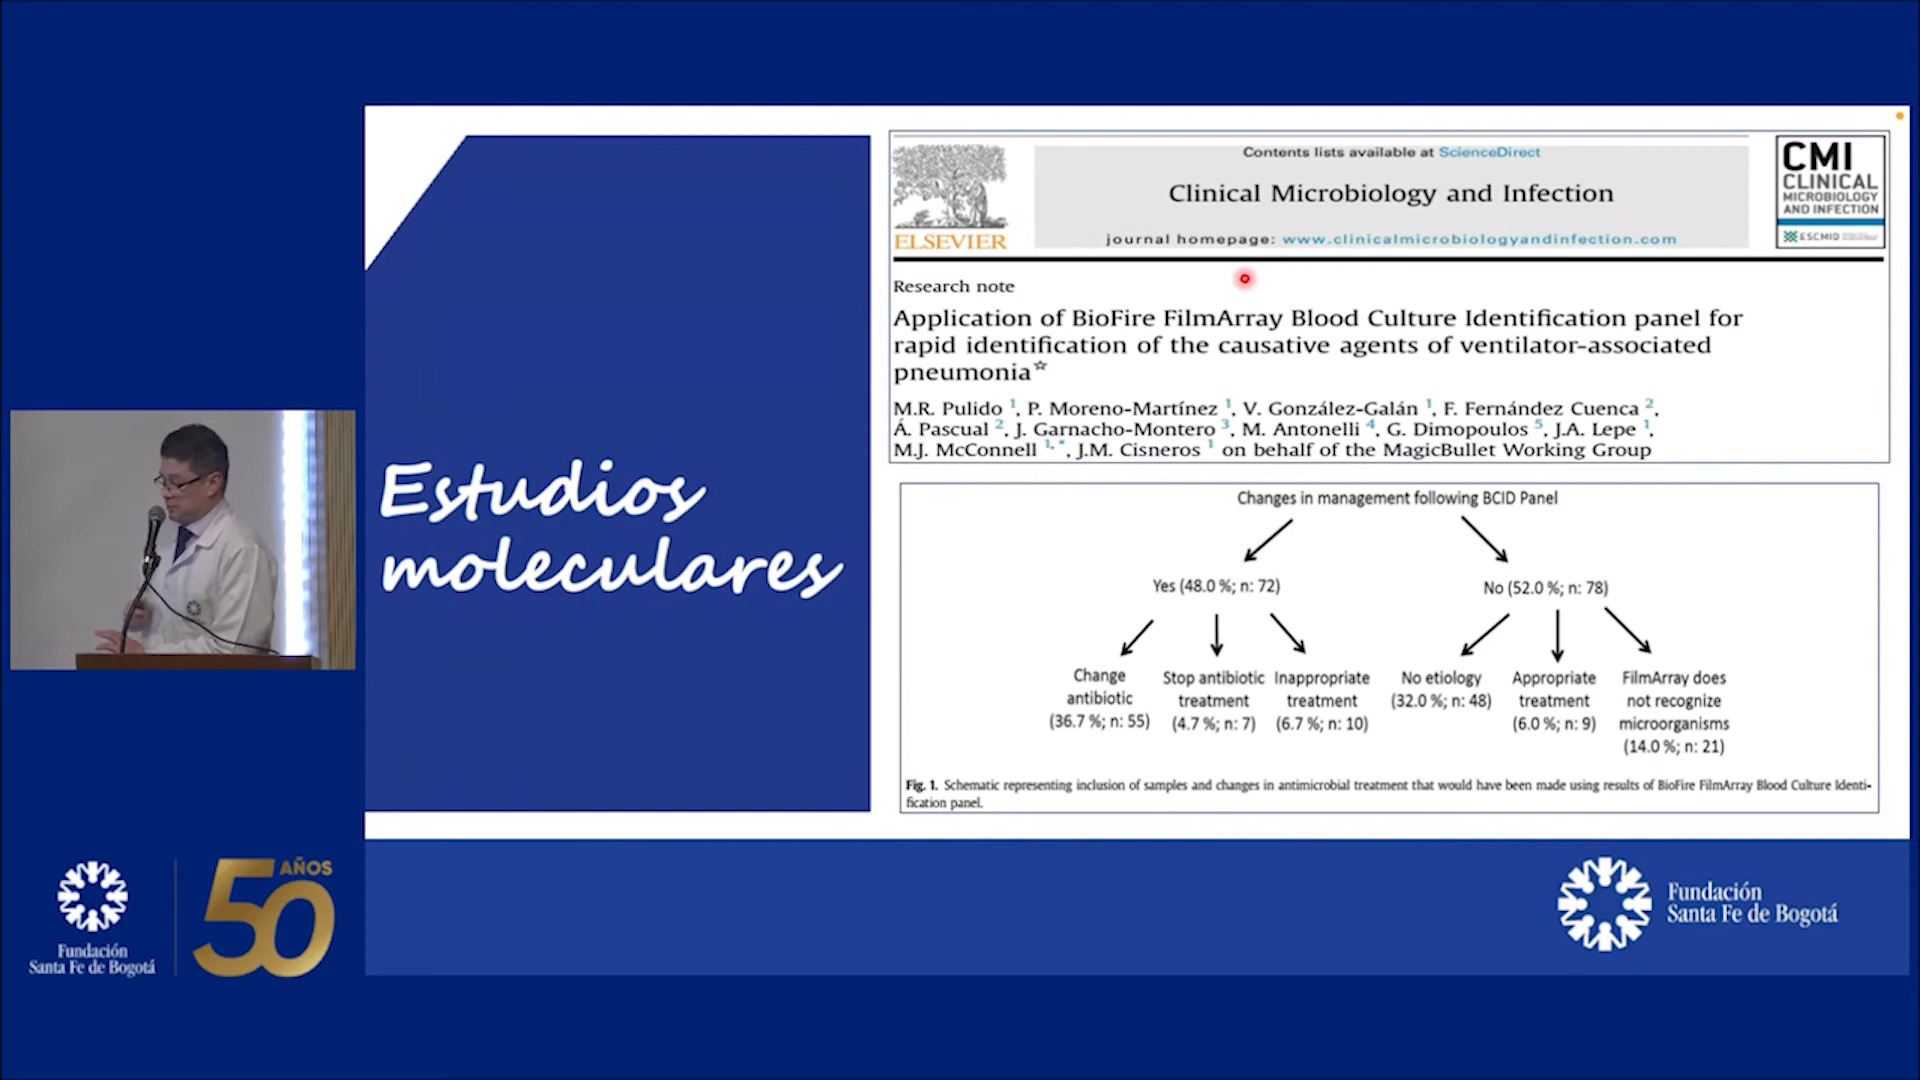 Estudios
moleculares
Contents lists available at ScienceDirect
Clinical Microbiology and Infection
journal homepage: www.clinicalmicrobiologyandinfection.com
ELSEVIER
CMI
CLINICAL
MICROBIOLOGY
AND INFECTION
ESCMID
Research note
Application of BioFire FilmArray Blood Culture Identification panel for
rapid identification of the causative agents of ventilator-associated
pneumonia☆
M.R. Pulido 1, P. Moreno-Martínez 1, V. González-Galán 1, F. Fernández Cuenca 2,
Á. Pascual 2, J. Garnacho-Montero 3, M. Antonelli 4, G. Dimopoulos 5, J.A. Lepe 1,
M.J. McConnell 1, *, J.M. Cisneros 1 on behalf of the MagicBullet Working Group
Changes in management following BCID Panel
Yes (48.0 %; n: 72)
No (52.0 %; n: 78)
Change
antibiotic
(36.7 %; n: 55)
Stop antibiotic
treatment
(4.7 %; n: 7)
Inappropriate
treatment
(6.7 %; n: 10)
No etiology
(32.0 %; n: 48)
Appropriate
treatment
(6.0 %; n: 9)
FilmArray does
not recognize
microorganisms
(14.0 %; n: 21)
Fig. 1. Schematic representing inclusion of samples and changes in antimicrobial treatment that would have been made using results of BioFire FilmArray Blood Culture Identi-
fication panel.
Fundación
Santa Fe de Bogotá
50
AÑOS
Fundación
Santa Fe de Bogotá